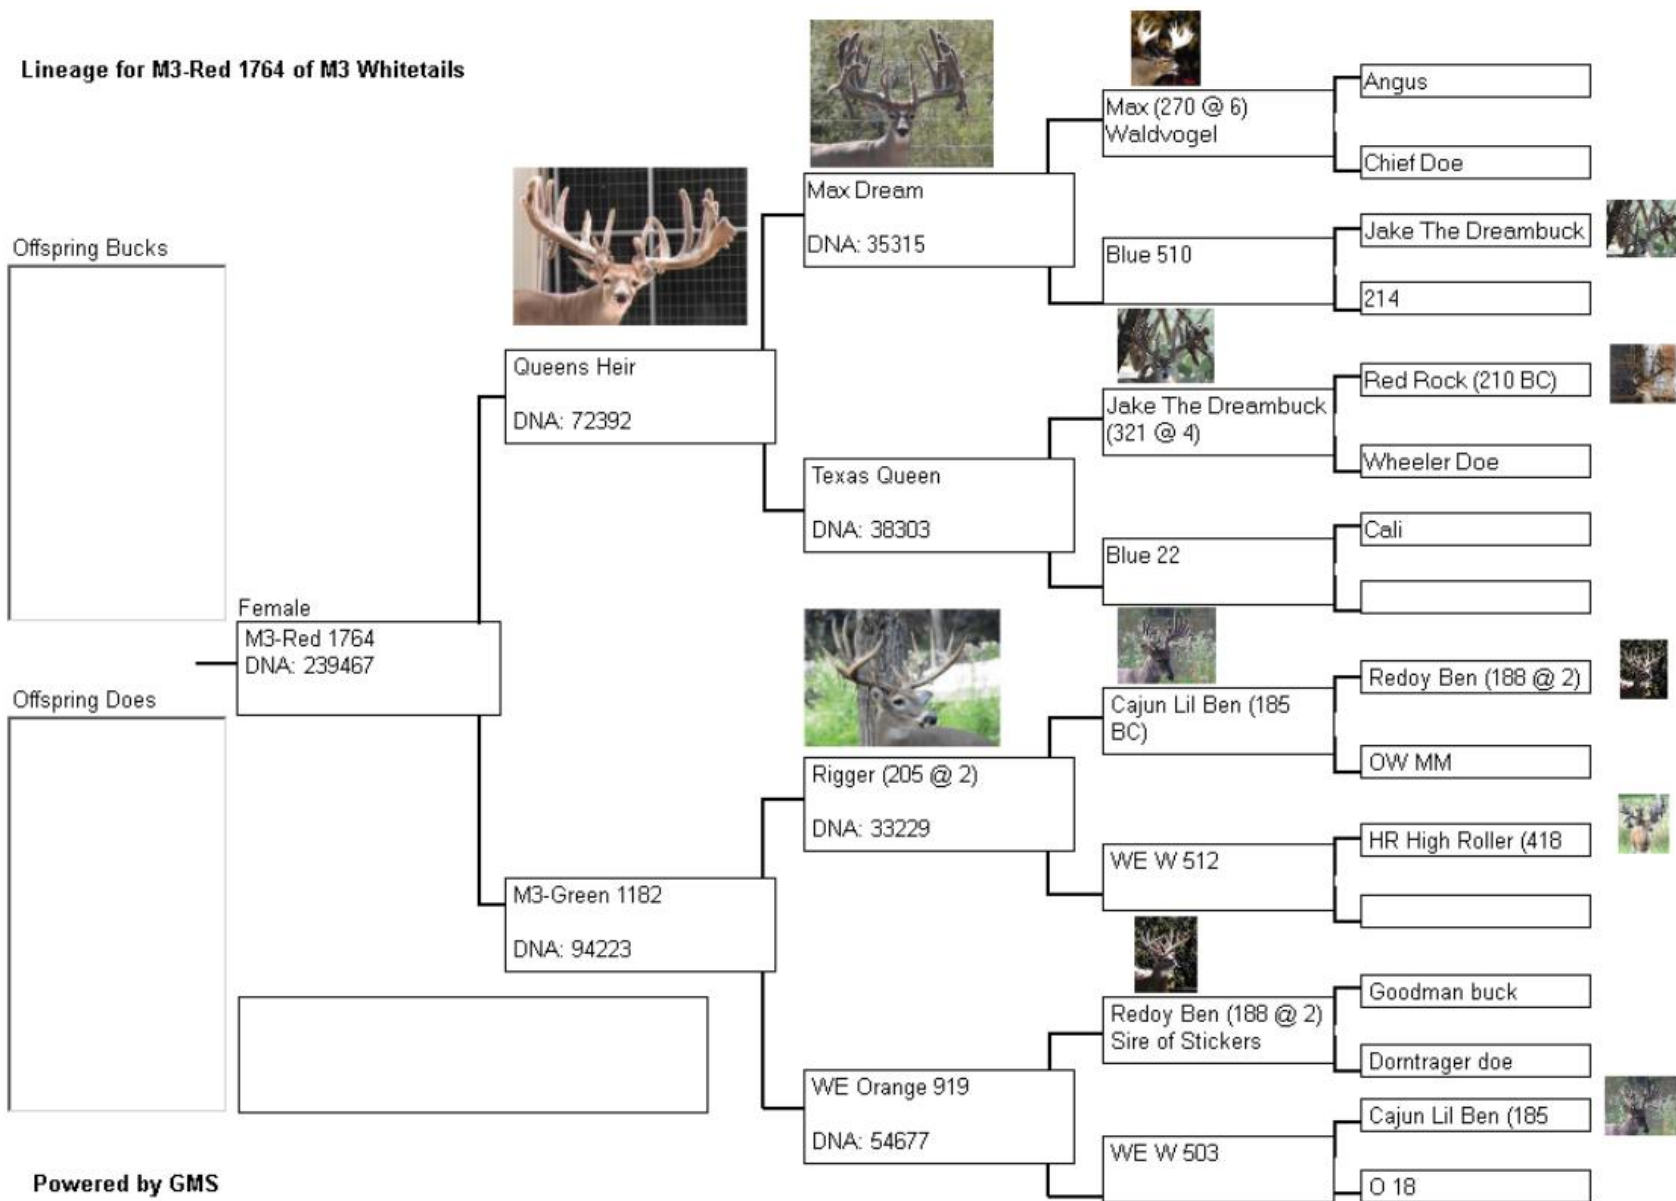 Lineage for M3-Red 1764 of M3 Whitetails
Offspring Bucks
Offspring Does
Female
M3-Red 1764
DNA: 239467
Queens Heir
DNA: 72392
M3-Green 1182
DNA: 94223
Max Dream
DNA: 35315
Texas Queen
DNA: 38303
Rigger (205 @ 2)
DNA: 33229
WE Orange 919
DNA: 54677
Max (270 @ 6)
Waldvogel
Blue 510
Jake The Dreambuck
(321 @ 4)
Blue 22
Cajun Lil Ben (185
BC)
WE W 512
Redoy Ben (188 @ 2)
Sire of Stickers
WE W 503
Angus
Chief Doe
Jake The Dreambuck
214
Red Rock (210 BC)
Wheeler Doe
Cali
Redoy Ben (188 @ 2)
OW MM
HR High Roller (418
Goodman buck
Dorntrager doe
Cajun Lil Ben (185
O 18
Powered by GMS